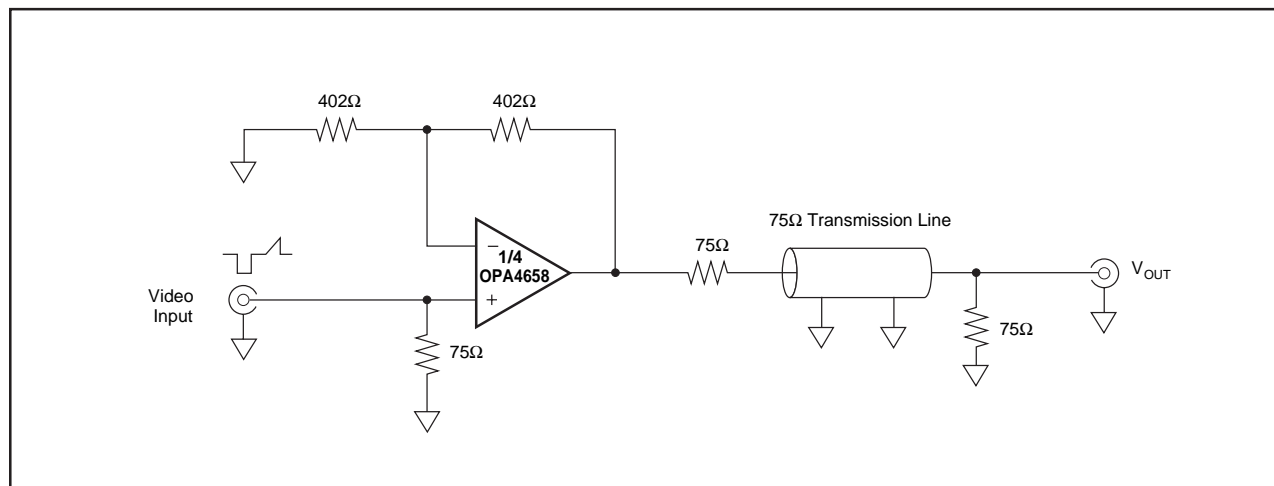 402Ω
402Ω
75Ω Transmission Line
75Ω
−
1/4
OPA4658
+
Video
Input
75Ω
V_OUT
75Ω